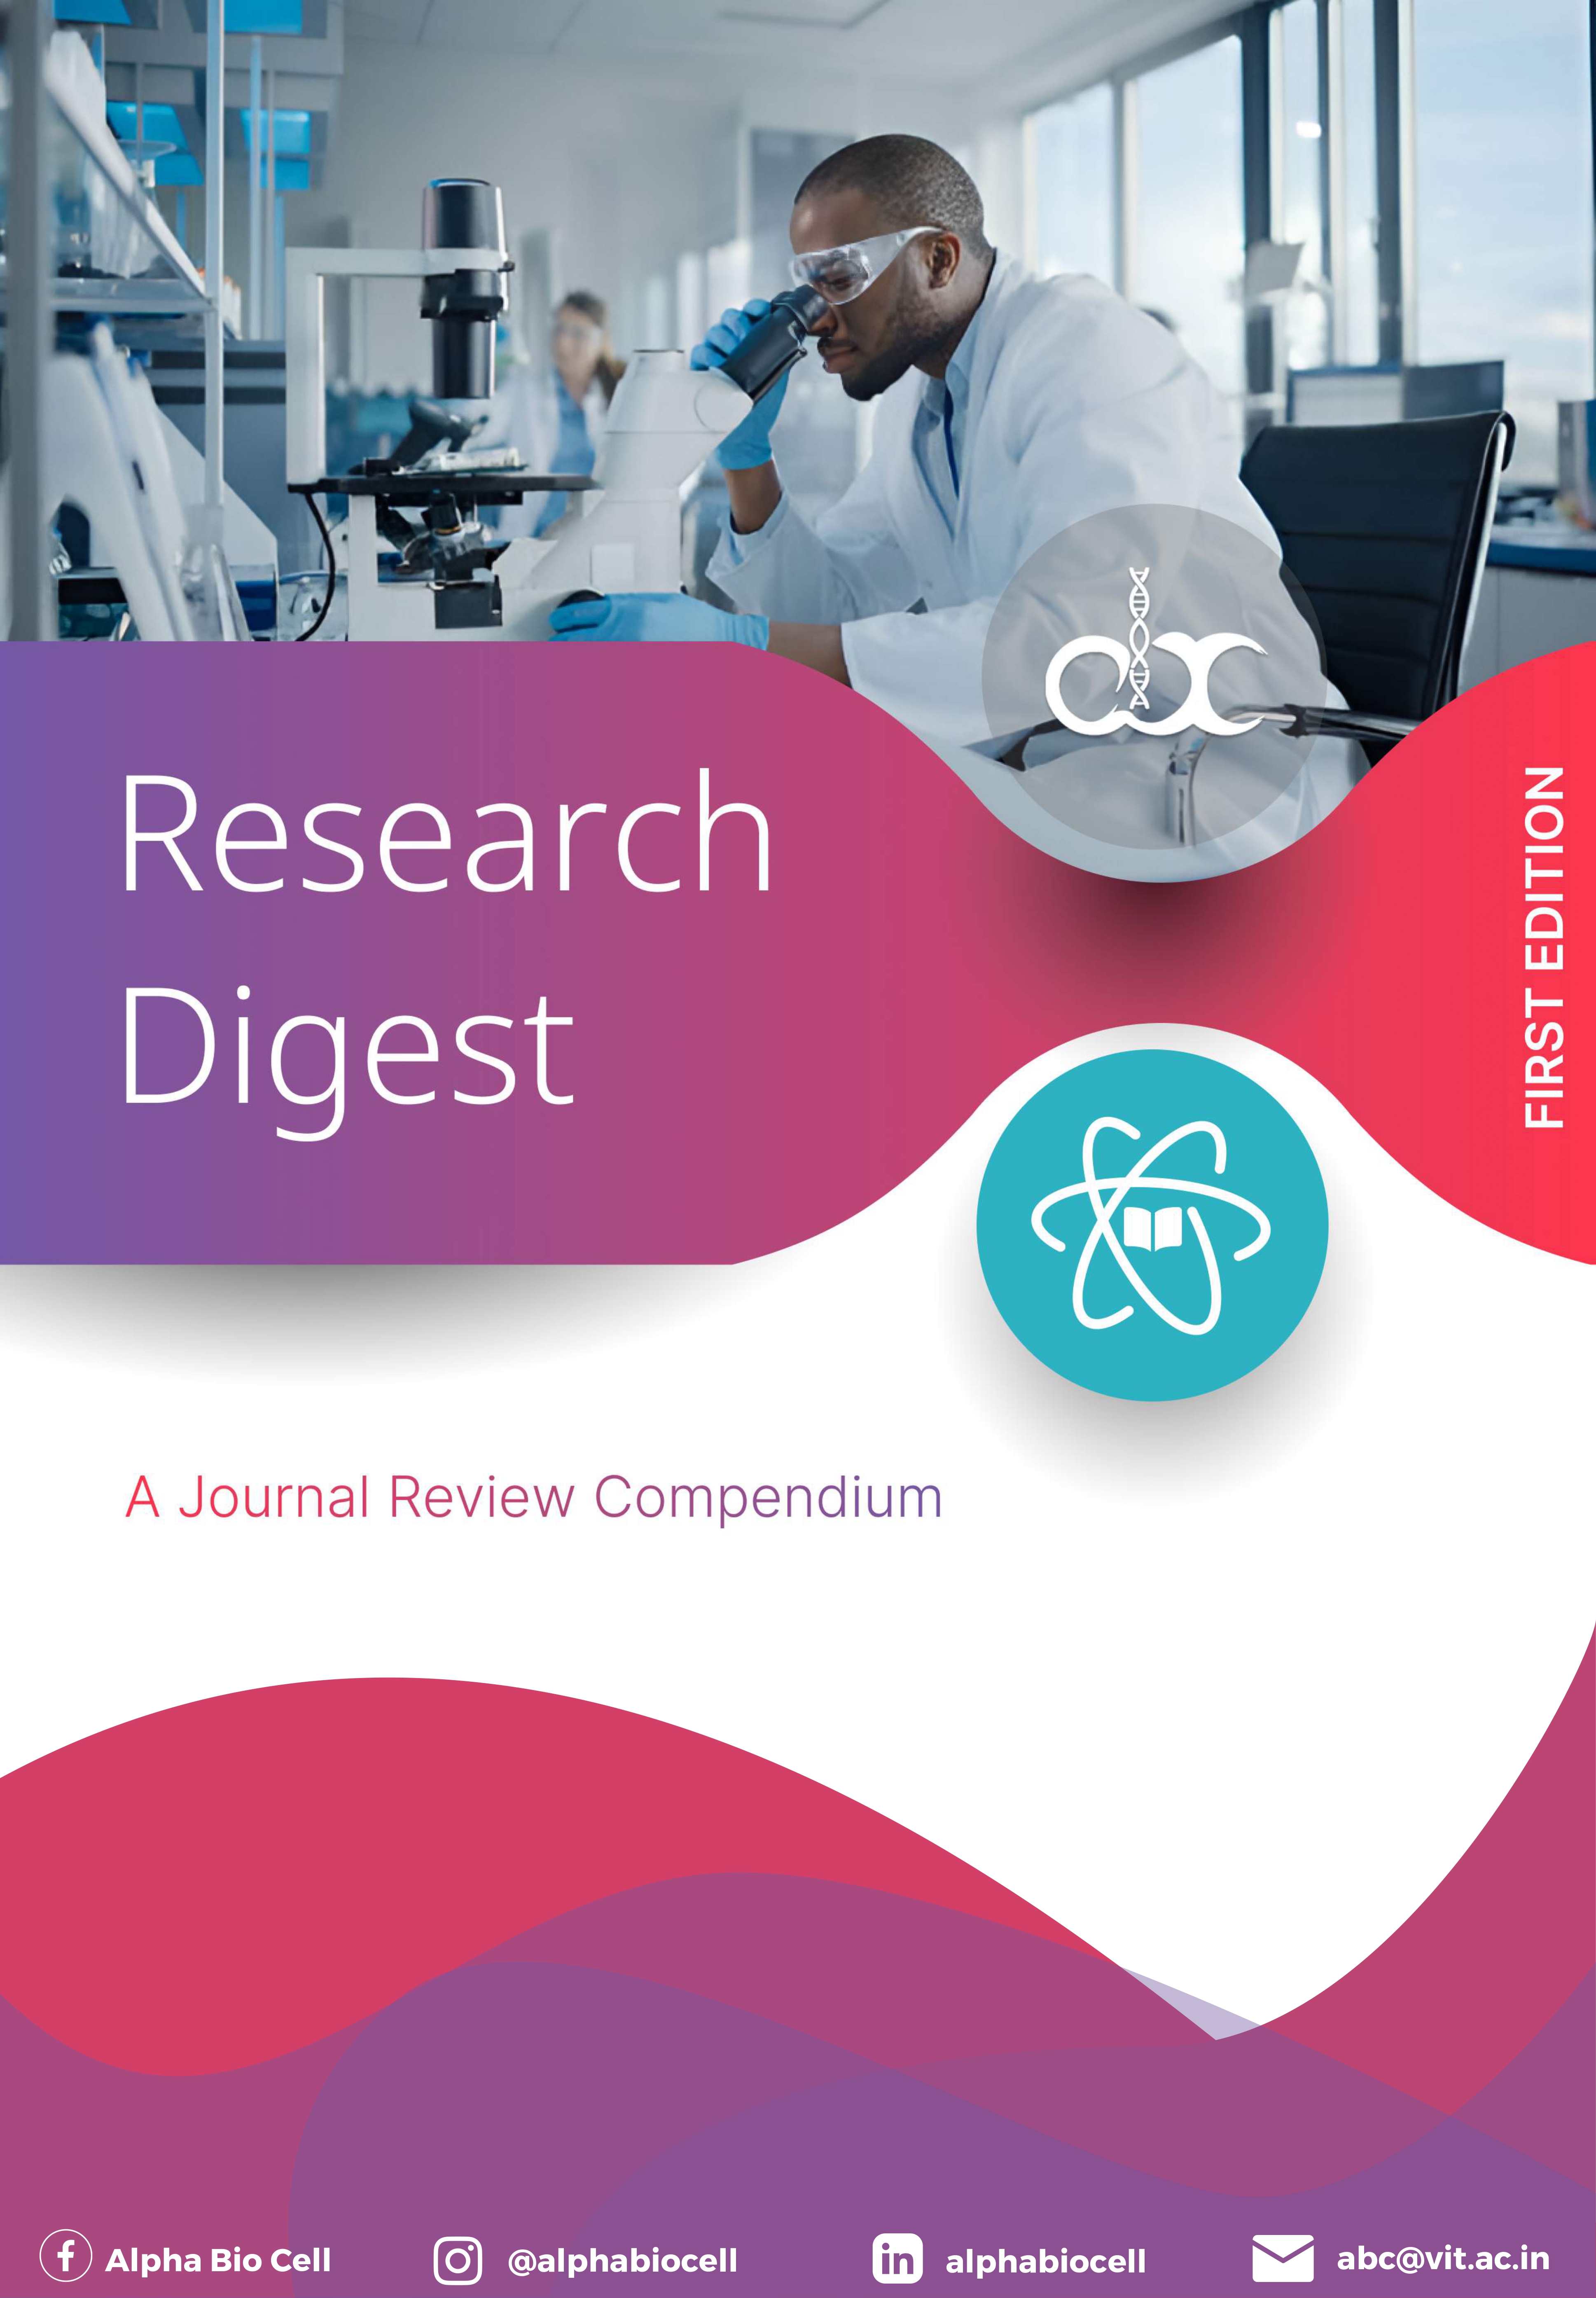 Research
Digest
FIRST EDITION
A Journal Review Compendium
Alpha Bio Cell
@alphabiocell
alphabiocell
abc@vit.ac.in